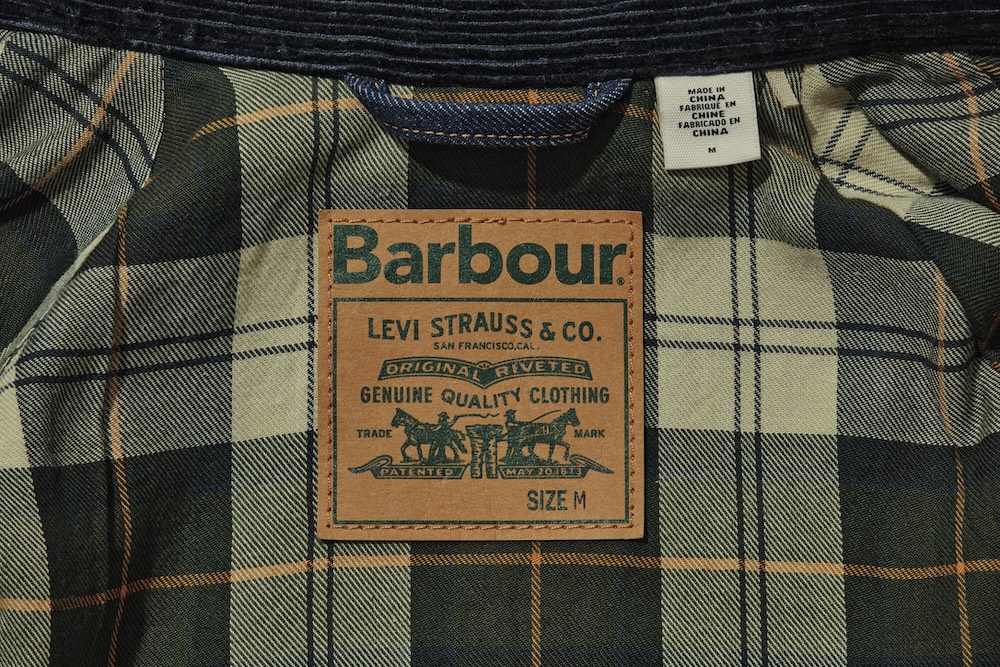 MADE IN
CHINA
FABRIQUÉ EN
CHINE
FABRICADO EN
CHINA
M
Barbour®
LEVI STRAUSS & CO.
SAN FRANCISCO, CAL.
ORIGINAL RIVETED
GENUINE QUALITY CLOTHING
TRADE MARK
PATENTED MAY 20 1873
SIZE M